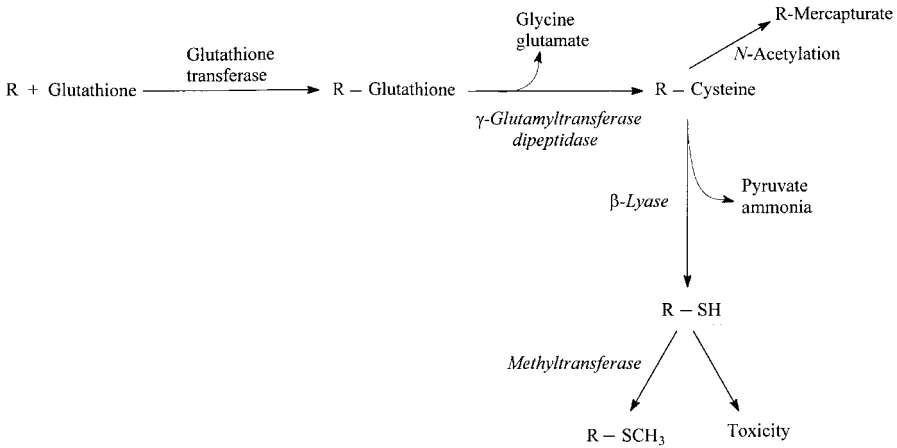 Glycine
glutamate
R-Mercapturate
Glutathione
transferase
N-Acetylation
R + Glutathione
R – Glutathione
R – Cysteine
γ-Glutamyltransferase
dipeptidase
β-Lyase
Pyruvate
ammonia
R – SH
Methyltransferase
R – SCH₃
Toxicity